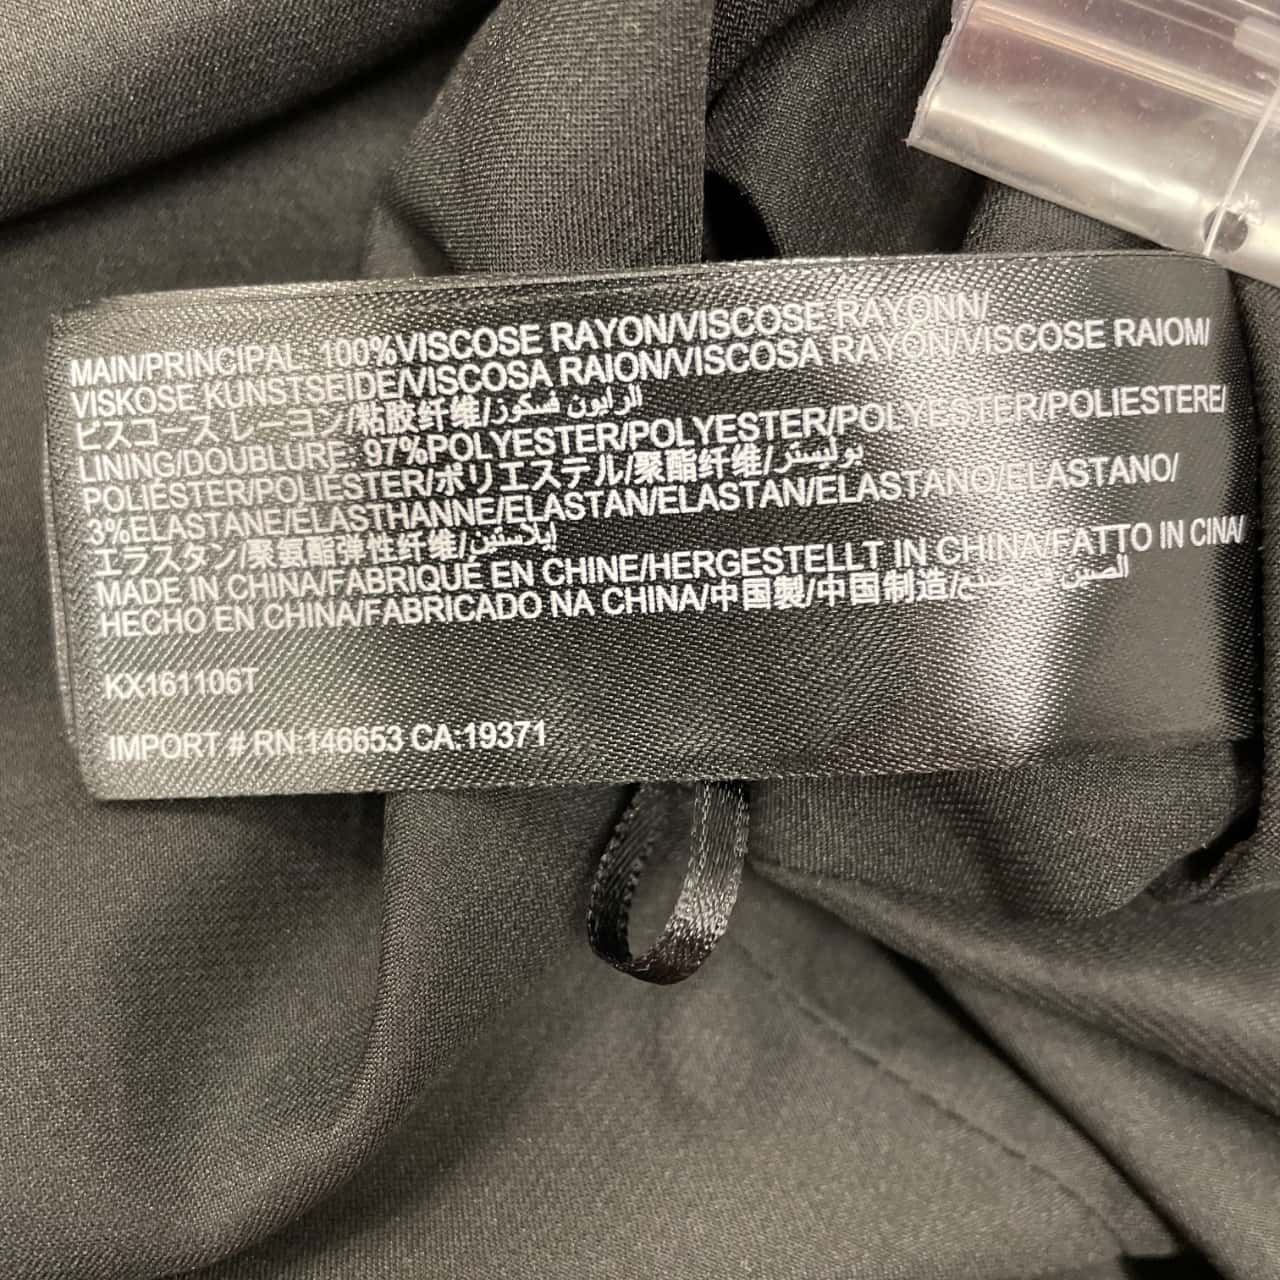 MAIN/PRINCIPAL: 100%VISCOSE RAYON/VISCOSE RAYONN/
VISKOSE KUNSTSEIDE/VISCOSA RAION/VISCOSA RAYON/VISCOSE RAIOM/
ビスコース レーヨン/粘胶纤维/الرايون فسكوز
LINING/DOUBLURE: 97%POLYESTER/POLYESTER/POLYESTER/POLIESTERE/
POLIÉSTER/POLIESTER/ポリエステル/聚酯纤维/بوليستر
3%ELASTANE/ELASTHANNE/ELASTAN/ELASTAN/ELASTANO/ELASTANO/
エラスタン/聚氨酯弹性纤维/إيلاستين
MADE IN CHINA/FABRIQUÉ EN CHINE/HERGESTELLT IN CHINA/FATTO IN CINA/
HECHO EN CHINA/FABRICADO NA CHINA/中国製/中国制造/الصين في صنع
KX161106T
IMPORT # RN:146653 CA:19371